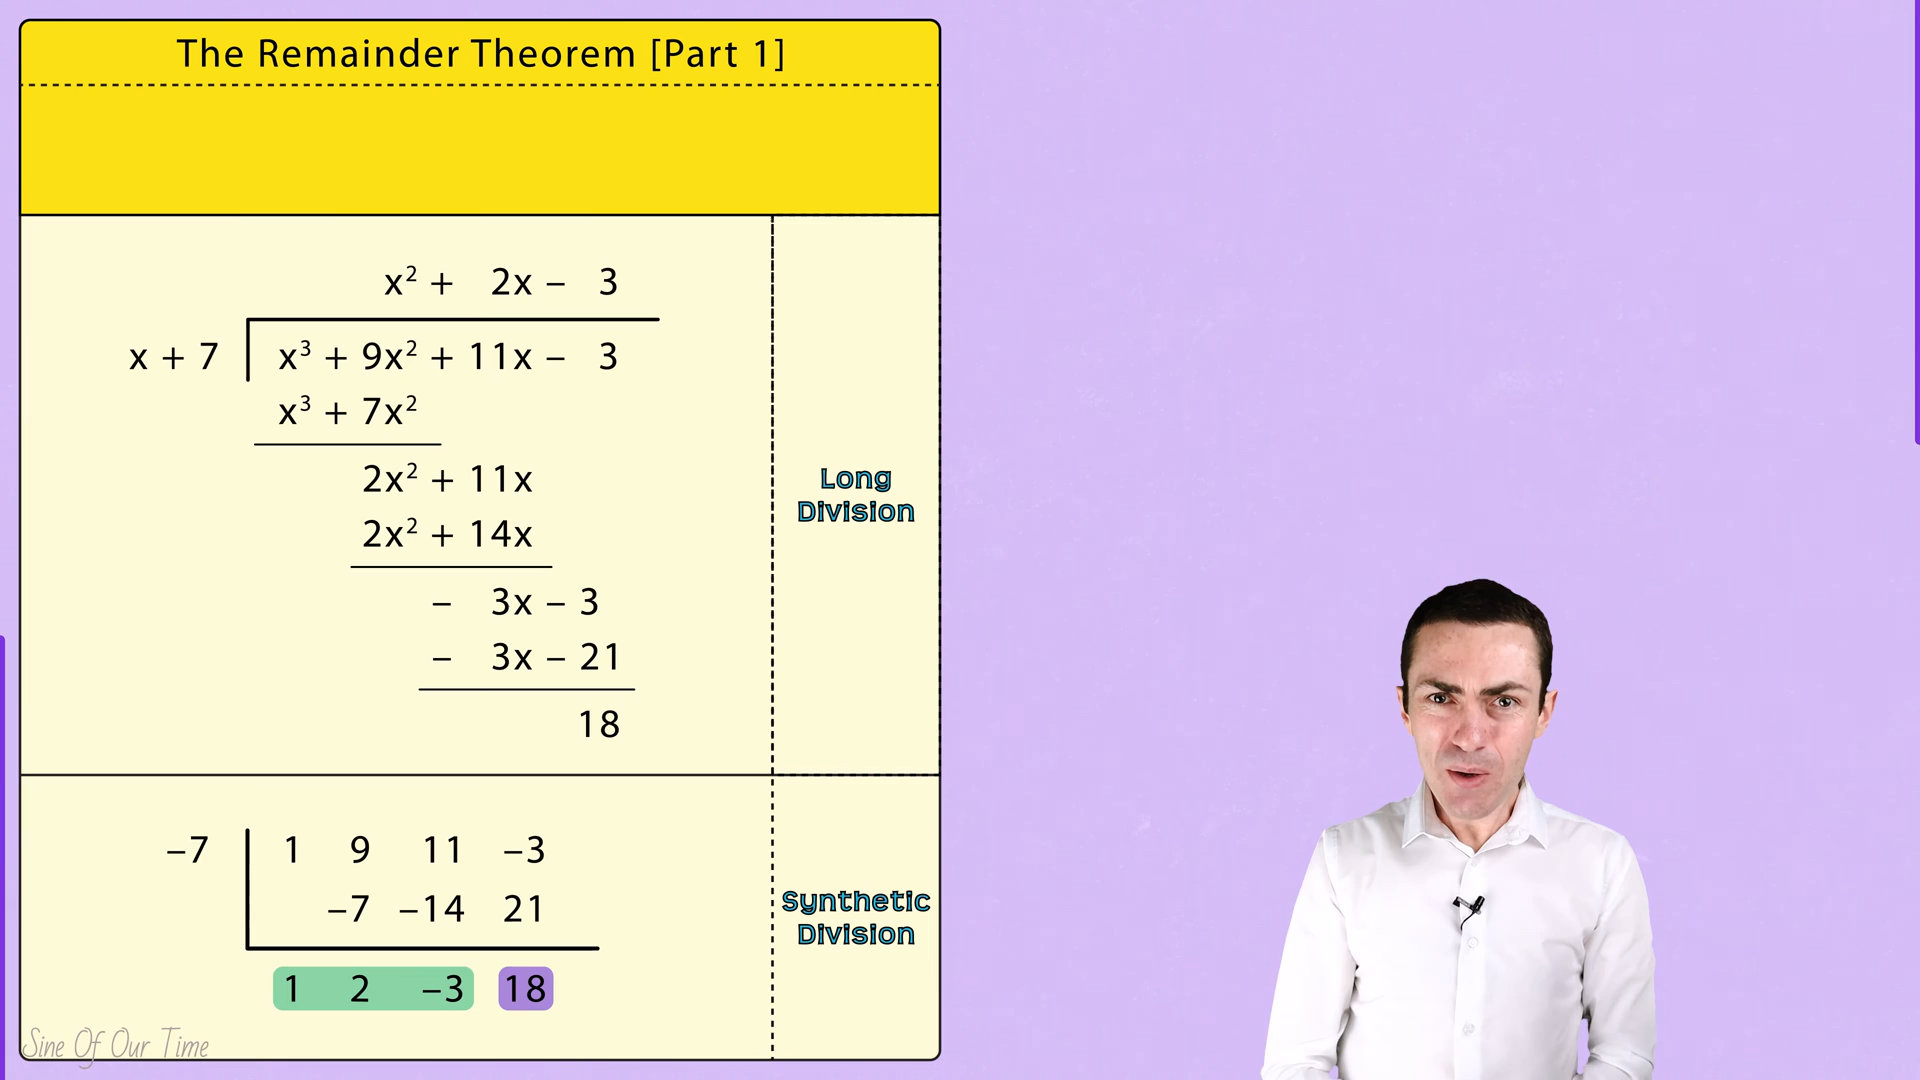 The Remainder Theorem [Part 1]
x² + 2x – 3
x + 7 x³ + 9x² + 11x – 3
x³ + 7x²
2x² + 11x
2x² + 14x
– 3x – 3
– 3x – 21
18
Long
Division
–7 1 9 11 –3
–7 –14 21
1 2 –3 18
Synthetic
Division
Sine Of Our Time